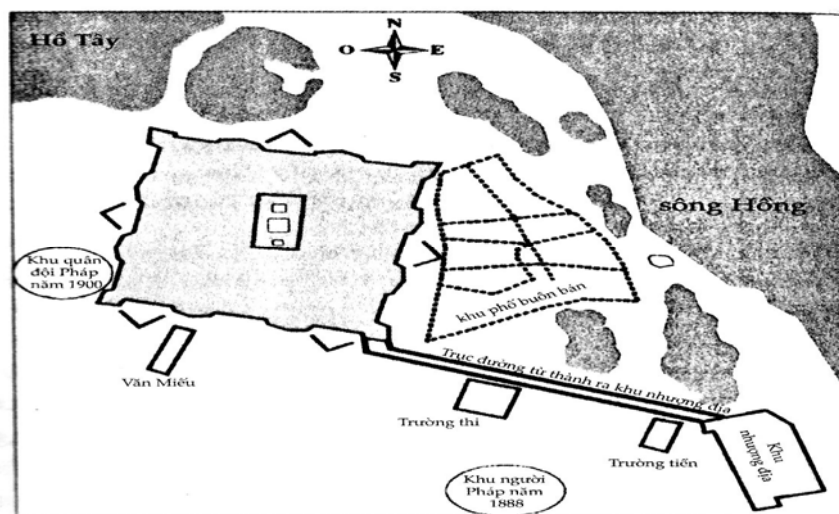 Hồ Tây
N
O E
S
sông Hồng
Khu quân
đội Pháp
năm 1900
khu phố buôn bán
Văn Miếu
Trục đường từ thành ra khu nhượng địa
Trường thi
Trường tiền
Khu
nhượng địa
Khu người
Pháp năm
1888